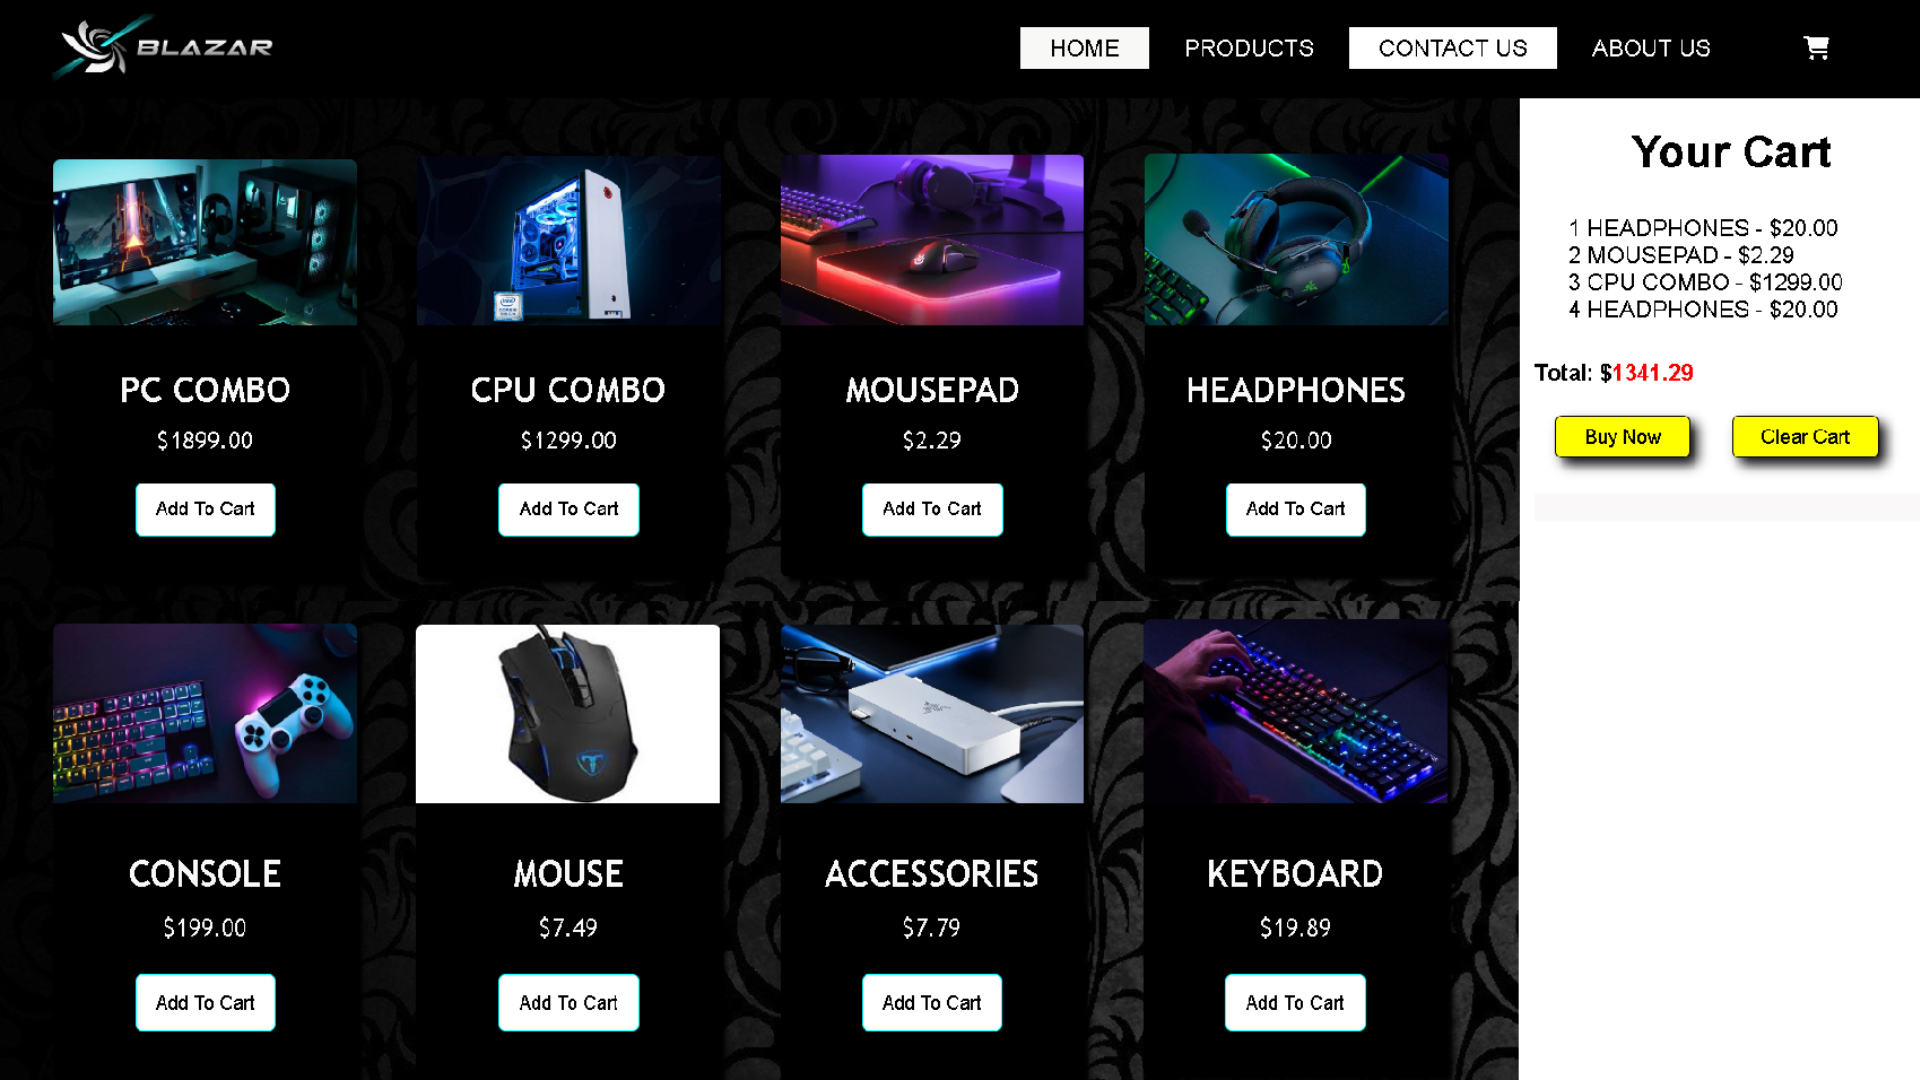 BLAZAR
HOME PRODUCTS CONTACT US ABOUT US
PC COMBO
$1899.00
Add To Cart
CPU COMBO
$1299.00
Add To Cart
MOUSEPAD
$2.29
Add To Cart
HEADPHONES
$20.00
Add To Cart
CONSOLE
$199.00
Add To Cart
MOUSE
$7.49
Add To Cart
ACCESSORIES
$7.79
Add To Cart
KEYBOARD
$19.89
Add To Cart
Your Cart
1 HEADPHONES - $20.00
2 MOUSEPAD - $2.29
3 CPU COMBO - $1299.00
4 HEADPHONES - $20.00
Total: $1341.29
Buy Now Clear Cart